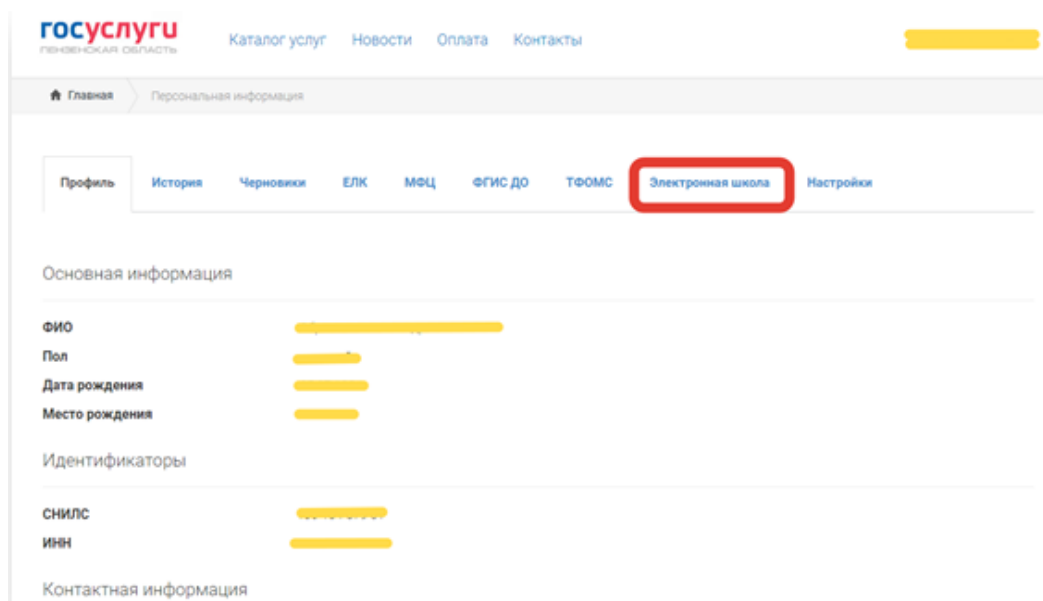 госуслуги
ПЕНЗЕНСКАЯ ОБЛАСТЬ
Каталог услуг Новости Оплата Контакты
Главная Персональная информация
Профиль История Черновики ЕЛК МФЦ ФГИС ДО ТФОМС Электронная школа Настройки
Основная информация
ФИО
Пол
Дата рождения
Место рождения
Идентификаторы
СНИЛС
ИНН
Контактная информация